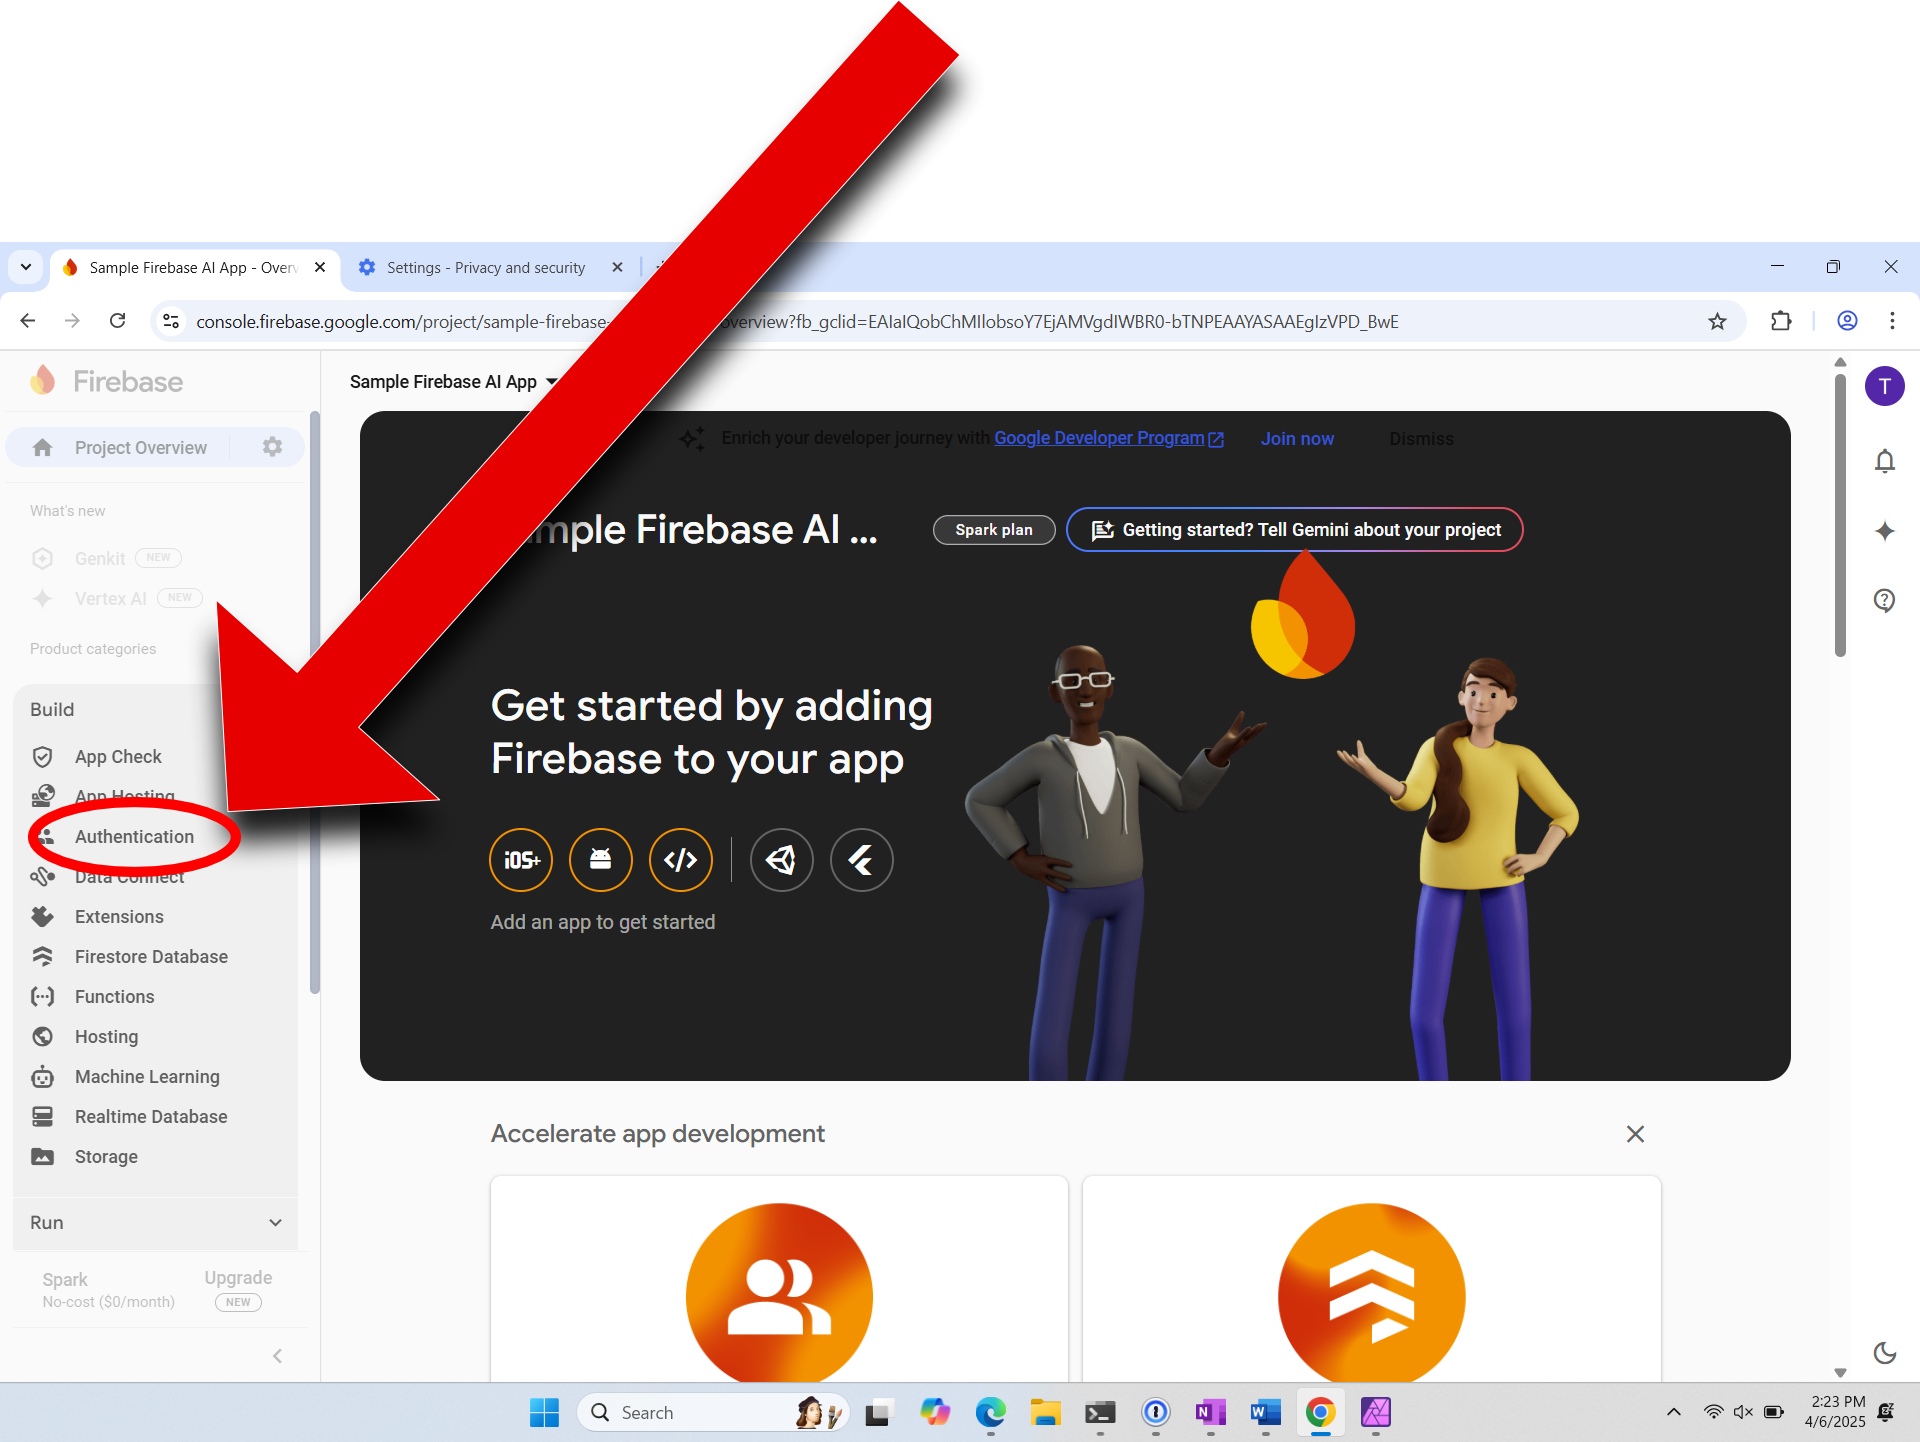 Sample Firebase AI App - Overv
Settings - Privacy and security
console.firebase.google.com/project/sample-firebase-
overview?fb_gclid=EAIaIQobChMIlobsoY7EjAMVgdlWBR0-bTNPEAAYASAAEgIzVPD_BwE
Firebase
Sample Firebase AI App
T
Project Overview
Enrich your developer journey with Google Developer Program
Join now
Dismiss
What's new
Genkit NEW
Vertex AI NEW
mple Firebase AI ...
Spark plan
Getting started? Tell Gemini about your project
Product categories
Build
App Check
App Hosting
Authentication
Data Connect
Extensions
Firestore Database
Functions
Hosting
Machine Learning
Realtime Database
Storage
Run
Spark
No-cost ($0/month)
Upgrade
NEW
Get started by adding
Firebase to your app
iOS+
Add an app to get started
Accelerate app development
Search
2:23 PM
4/6/2025